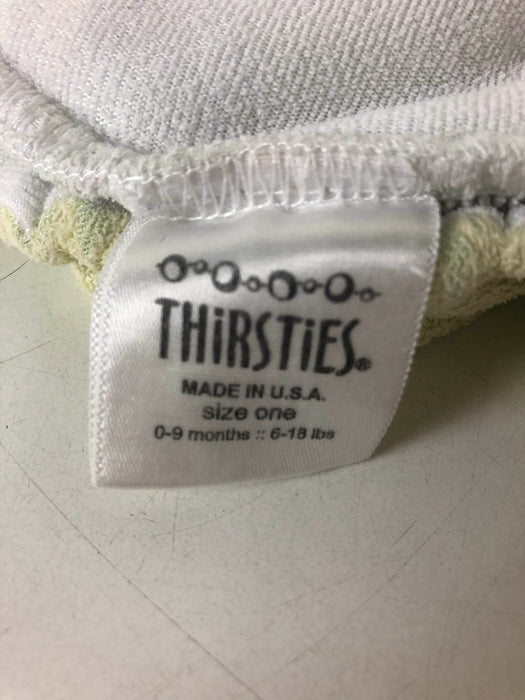 THiRSTiES®
MADE IN U.S.A.
size one
0-9 months :: 6-18 lbs